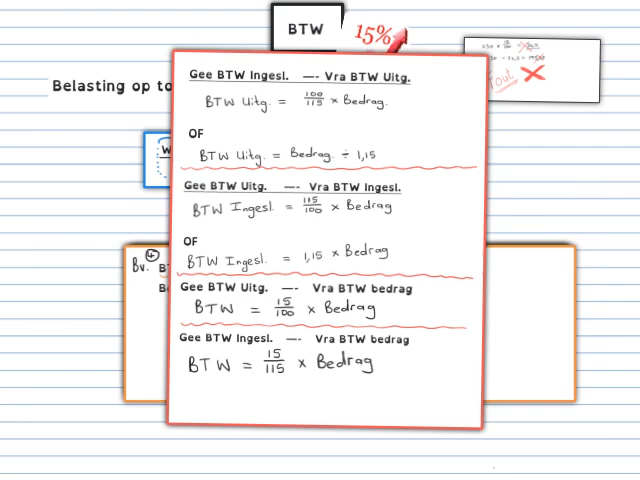 BTW
15%
Belasting op to
Gee BTW Ingesl. —- Vra BTW Uitg.
BTW Uitg. = 100/115 × Bedrag.
OF
BTW Uitg. = Bedrag ÷ 1,15
Gee BTW Uitg. —- Vra BTW Ingesl.
BTW Ingesl. = 115/100 × Bedrag
OF
BTW Ingesl. = 1,15 × Bedrag
Gee BTW Uitg. —- Vra BTW bedrag
BTW = 15/100 × Bedrag
Gee BTW Ingesl. —- Vra BTW bedrag
BTW = 15/115 × Bedrag
W
Bv. 4
B
Be